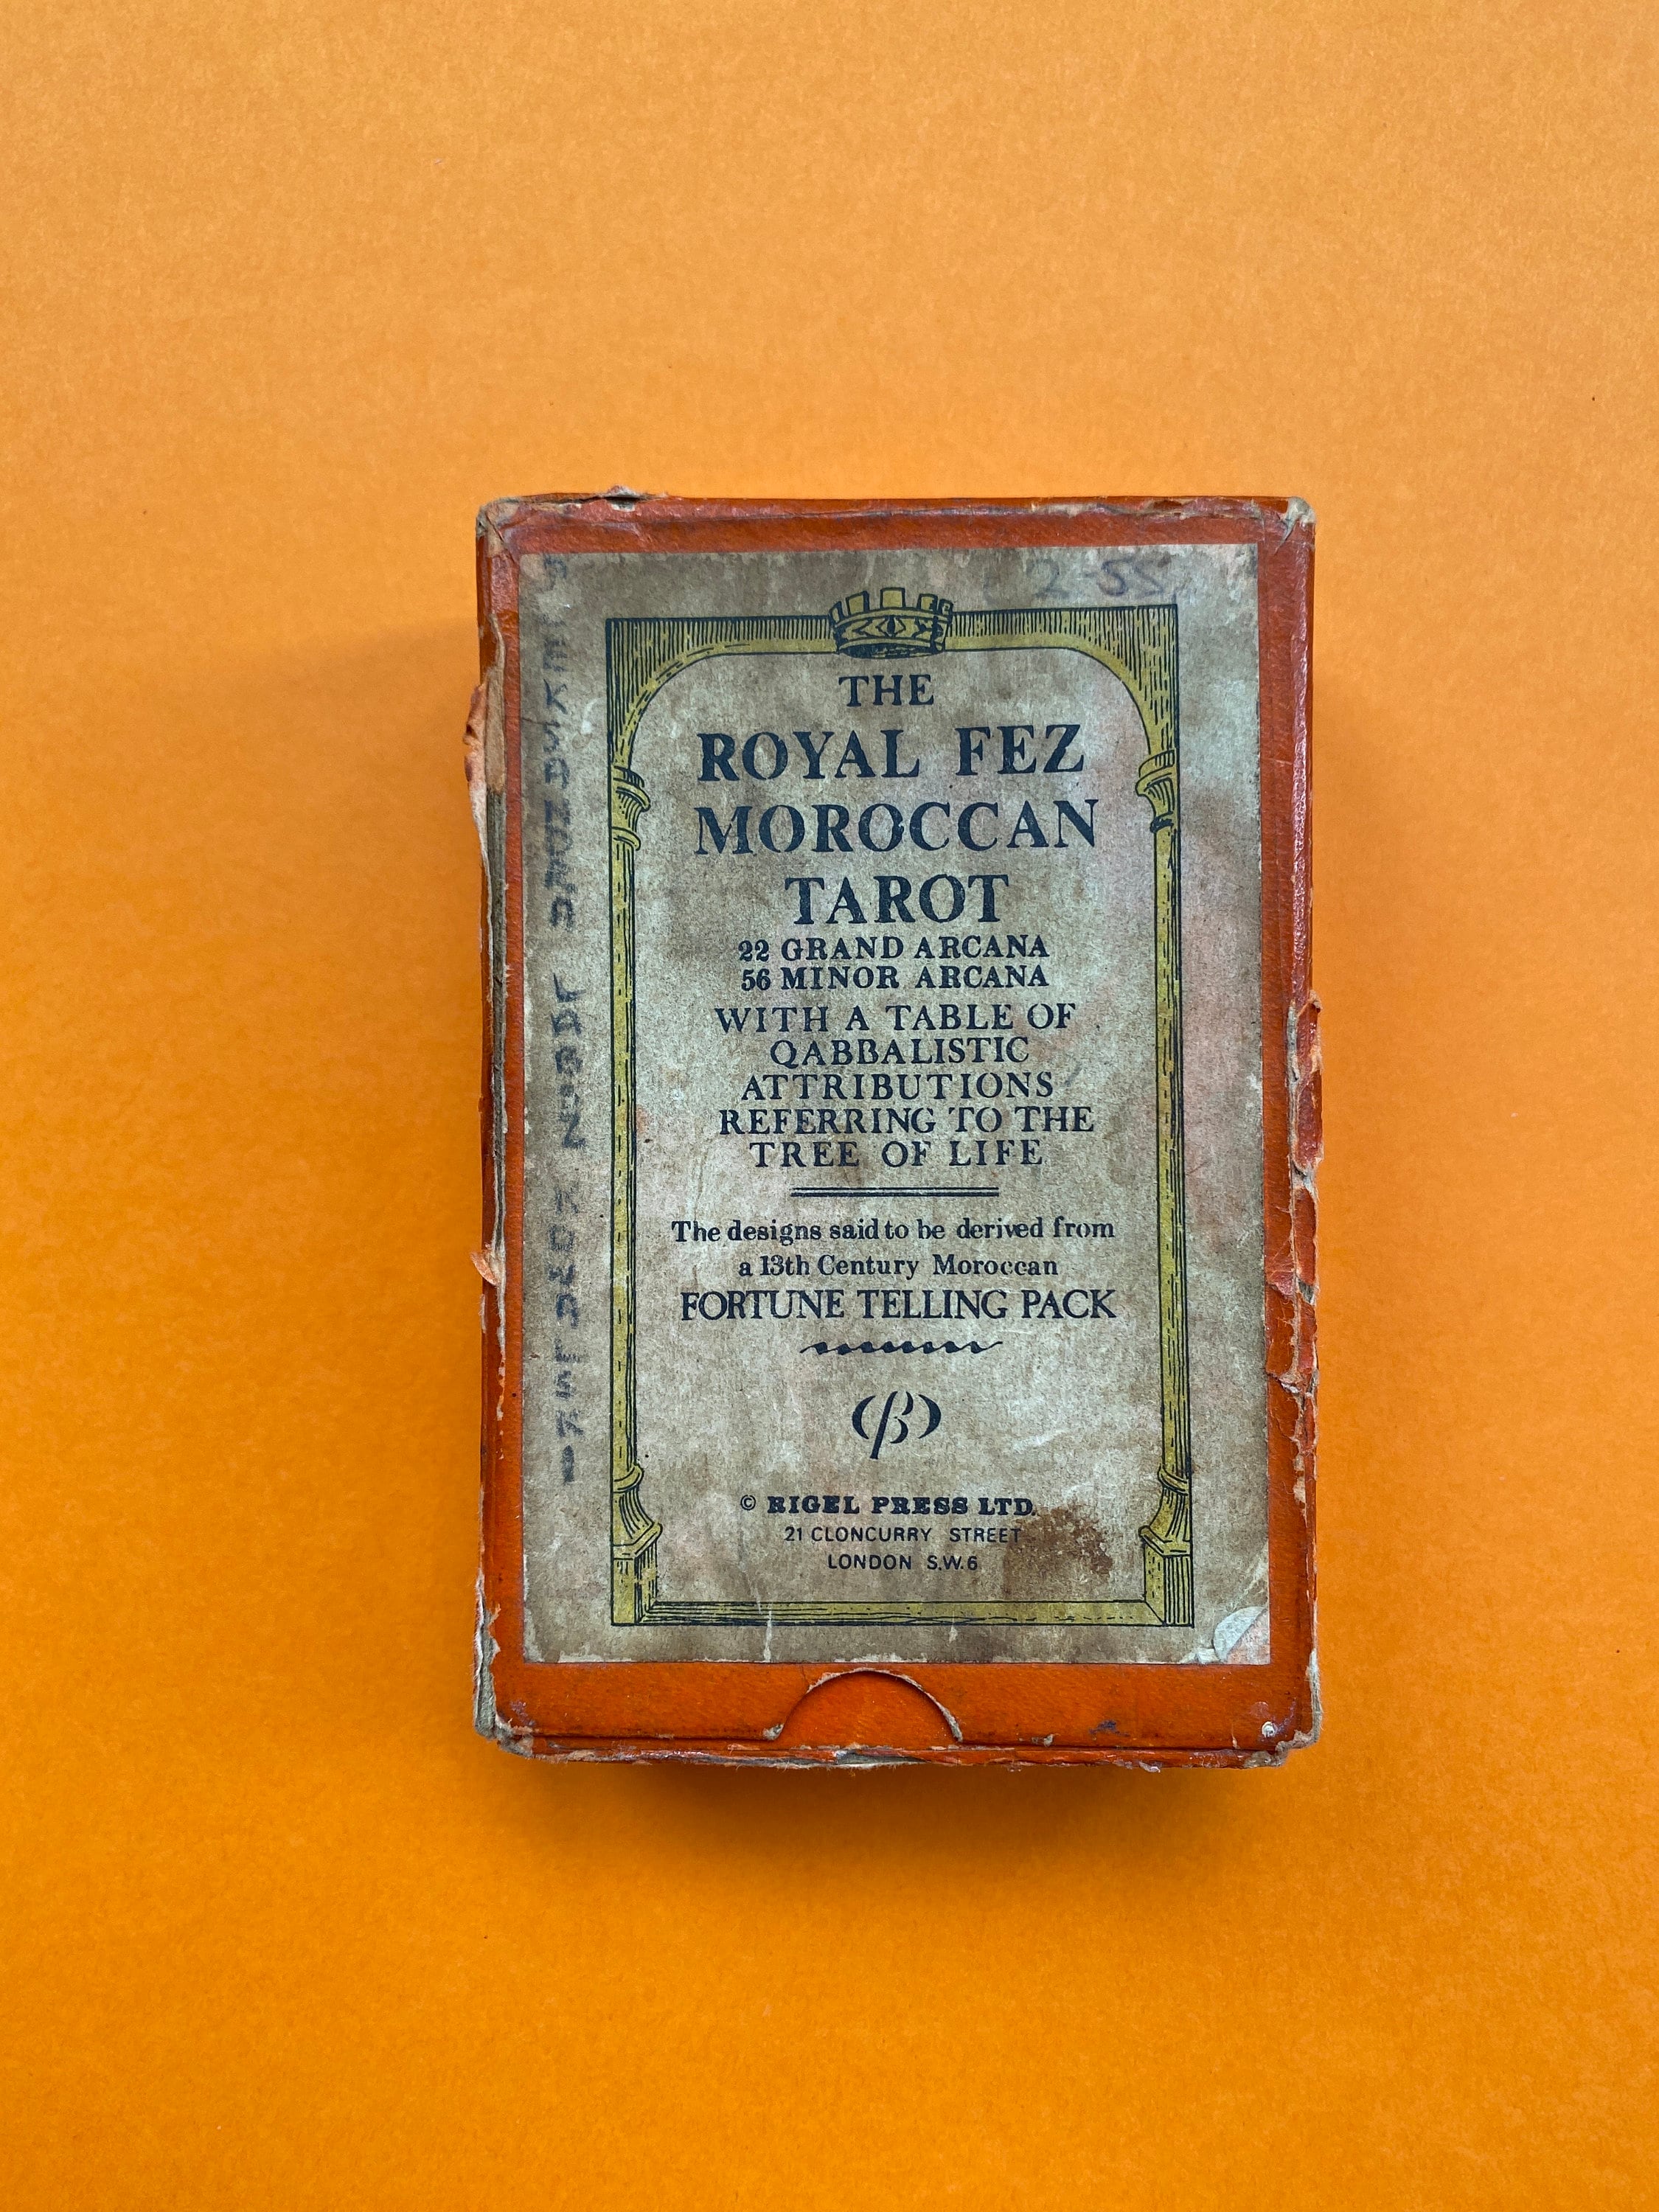 2-55
THE
ROYAL FEZ
MOROCCAN
TAROT
22 GRAND ARCANA
56 MINOR ARCANA
WITH A TABLE OF
QABBALISTIC
ATTRIBUTIONS
REFERRING TO THE
TREE OF LIFE
The designs said to be derived from
a 13th Century Moroccan
FORTUNE TELLING PACK
© RIGEL PRESS LTD.
21 CLONCURRY STREET
LONDON S.W.6